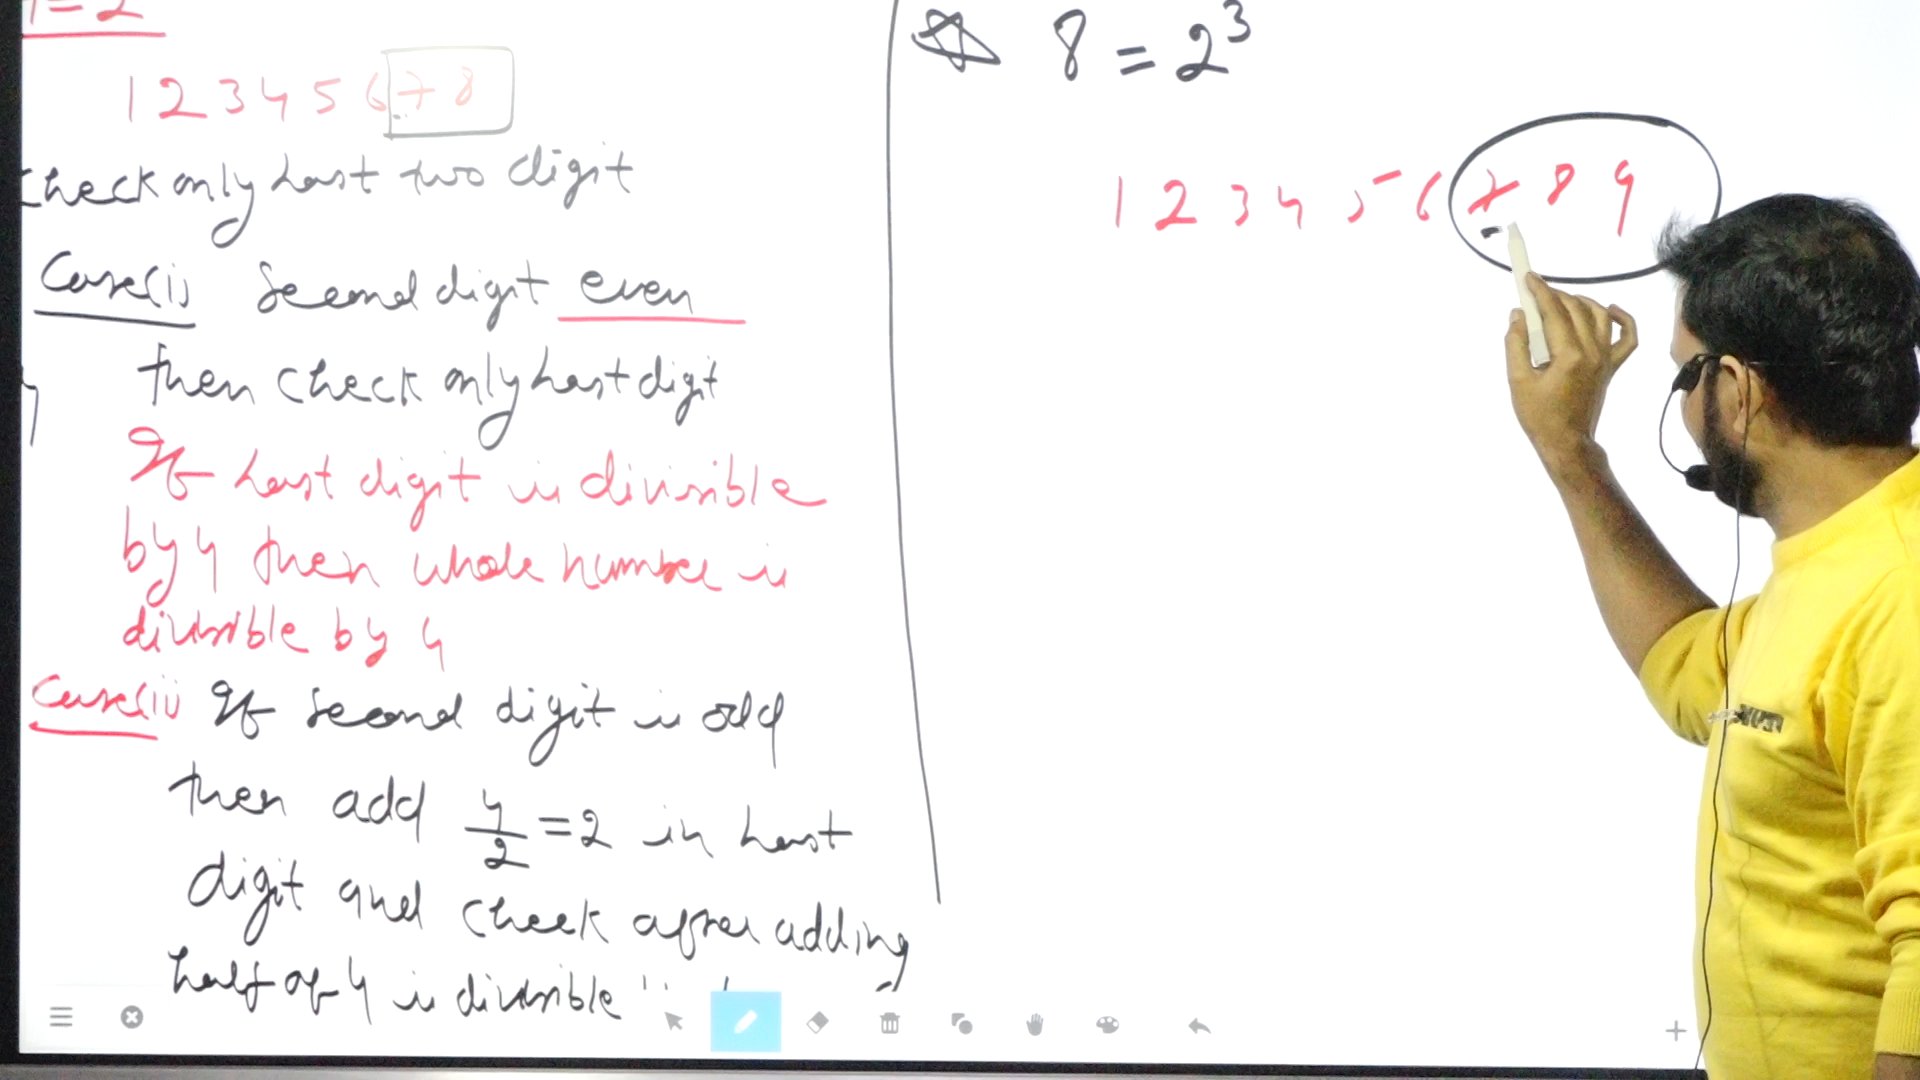 1 2 3 4 5 6 7 8
check only last two digit
Case(i) Second digit even
then check only last digit
If last digit is divisible
by 4 then whole number is
divisible by 4
Case(ii) If second digit is odd
then add 4/2 = 2 in last
digit and check after adding
half of 4 is divisible
8 = 2³
1 2 3 4 5 6 7 8 9